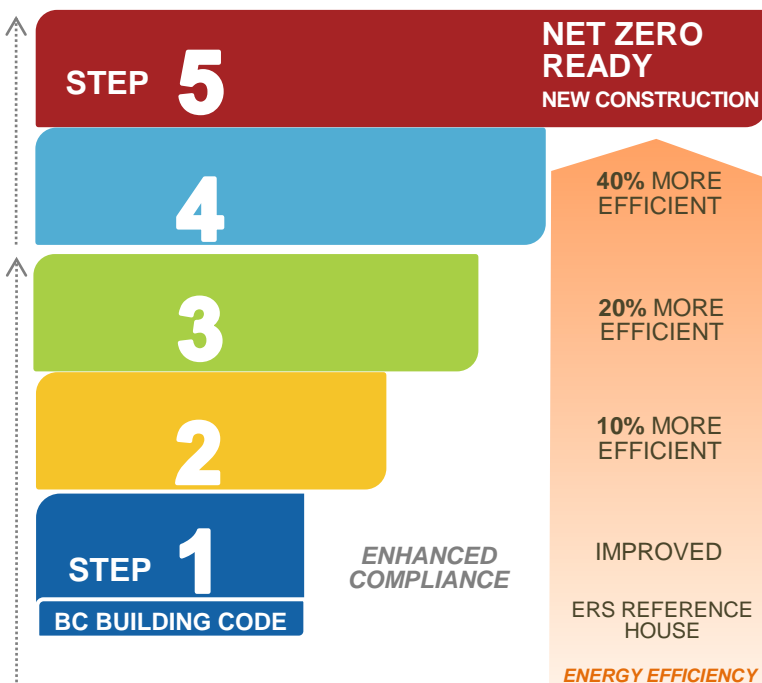 STEP 5
NET ZERO
READY
NEW CONSTRUCTION
4
40% MORE
EFFICIENT
3
20% MORE
EFFICIENT
2
10% MORE
EFFICIENT
STEP 1
ENHANCED
COMPLIANCE
IMPROVED
BC BUILDING CODE
ERS REFERENCE
HOUSE
ENERGY EFFICIENCY